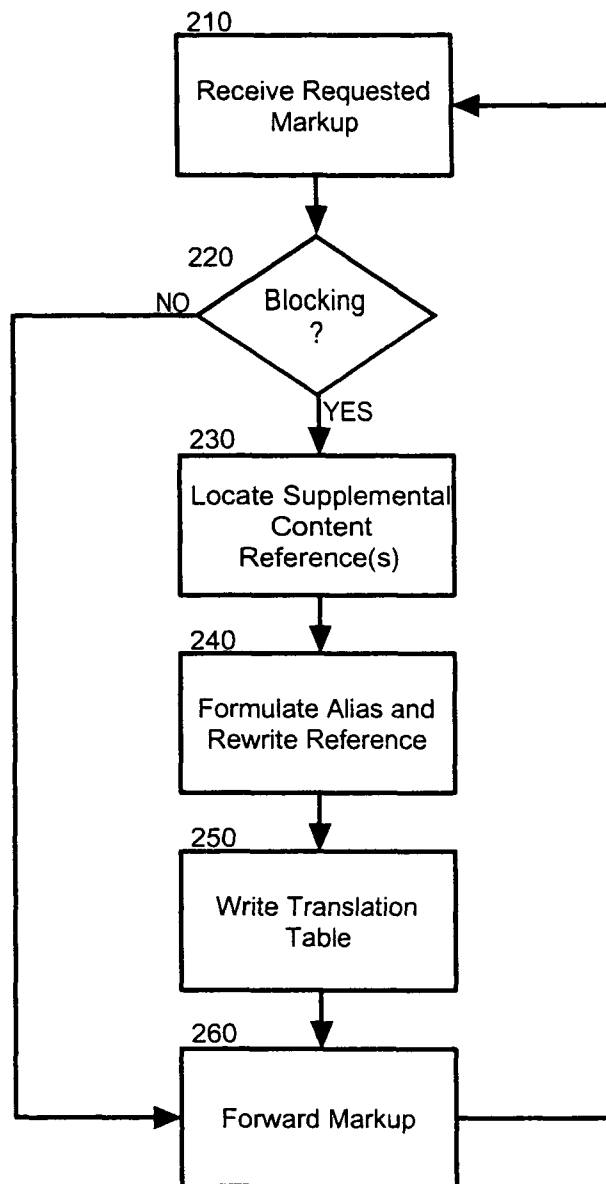 210
Receive Requested
Markup
220
Blocking
?
NO
YES
230
Locate Supplemental
Content
Reference(s)
240
Formulate Alias and
Rewrite Reference
250
Write Translation
Table
260
Forward Markup